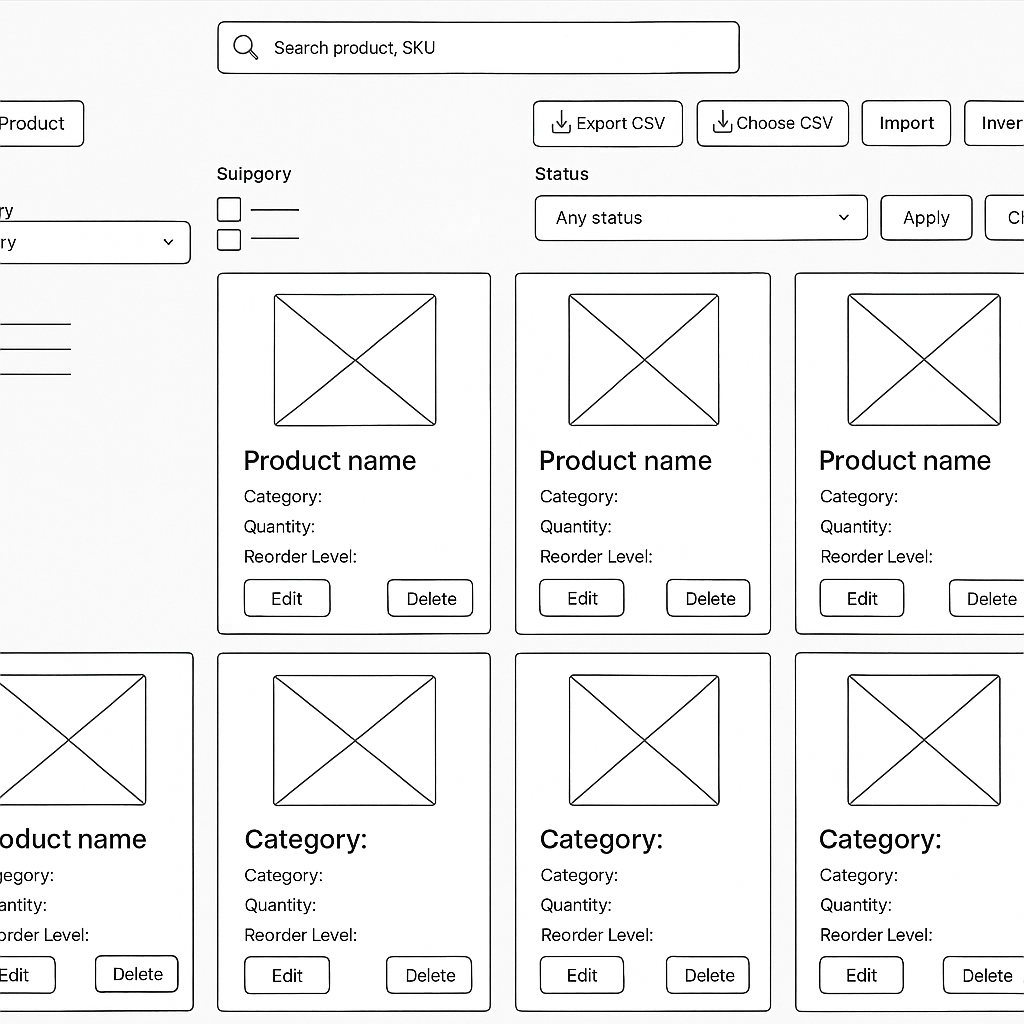 Search product, SKU
Product
Export CSV
Choose CSV
Import
Inver
Suipgory
Status
ry
ry
Any status
Apply
Cl
Product name
Category:
Quantity:
Reorder Level:
Edit
Delete
Product name
Category:
Quantity:
Reorder Level:
Edit
Delete
Product name
Category:
Quantity:
Reorder Level:
Edit
Delete
oduct name
gegory:
antity:
order Level:
Edit
Delete
Category:
Category:
Quantity:
Reorder Level:
Edit
Delete
Category:
Category:
Quantity:
Reorder Level:
Edit
Delete
Category:
Category:
Quantity:
Reorder Level:
Edit
Delete